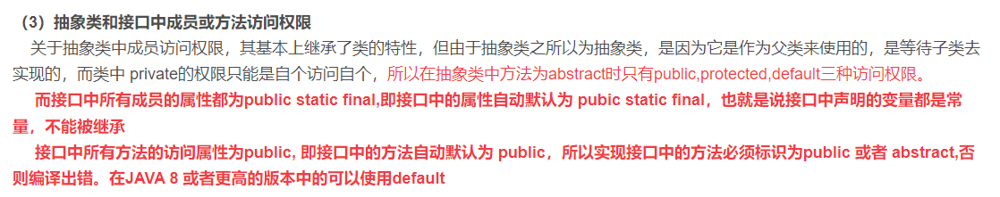 （3）抽象类和接口中成员或方法访问权限
关于抽象类中成员访问权限，其基本上继承了类的特性，但由于抽象类之所以为抽象类，是因为它是作为父类来使用的，是等待子类去
实现的，而类中 private的权限只能是自个访问自个，所以在抽象类中方法为abstract时只有public,protected,default三种访问权限。
而接口中所有成员的属性都为public static final,即接口中的属性自动默认为 pubic static final，也就是说接口中声明的变量都是常
量，不能被继承
接口中所有方法的访问属性为public, 即接口中的方法自动默认为 public，所以实现接口中的方法必须标识为public 或者 abstract,否
则编译出错。在JAVA 8 或者更高的版本中的可以使用default